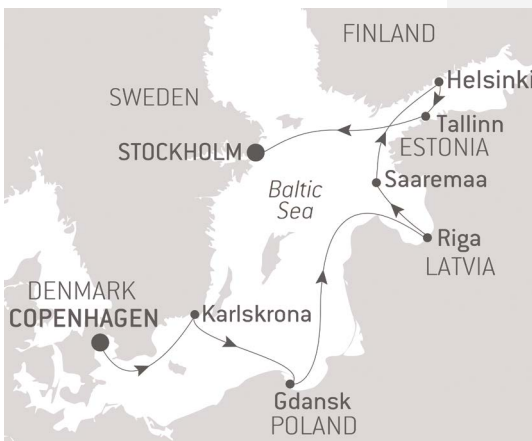 FINLAND
Helsinki
SWEDEN
Tallinn
STOCKHOLM
ESTONIA
Saaremaa
Baltic
Sea
Riga
LATVIA
DENMARK
COPENHAGEN
Karlskrona
Gdansk
POLAND